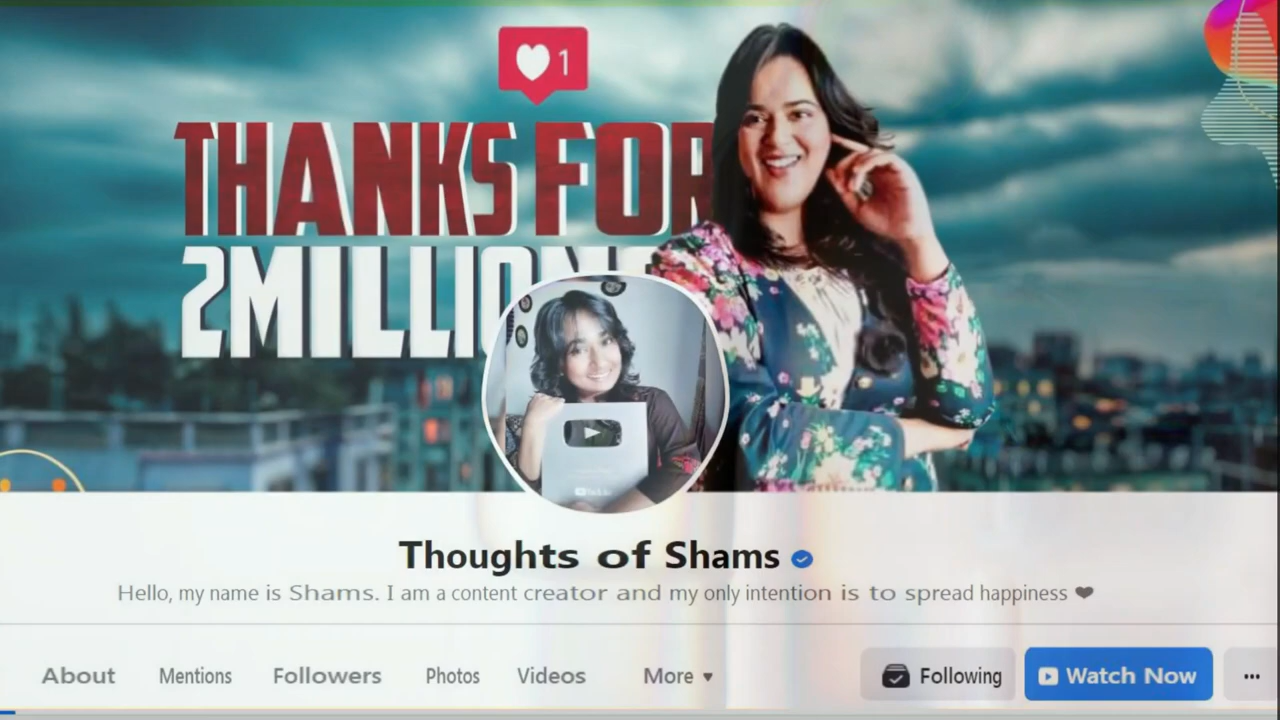 1
THANKS FOR
2MILLION
Thoughts of Shams
Hello, my name is Shams. I am a content creator and my only intention is to spread happiness ❤
About Mentions Followers Photos Videos More ▾ Following Watch Now ...